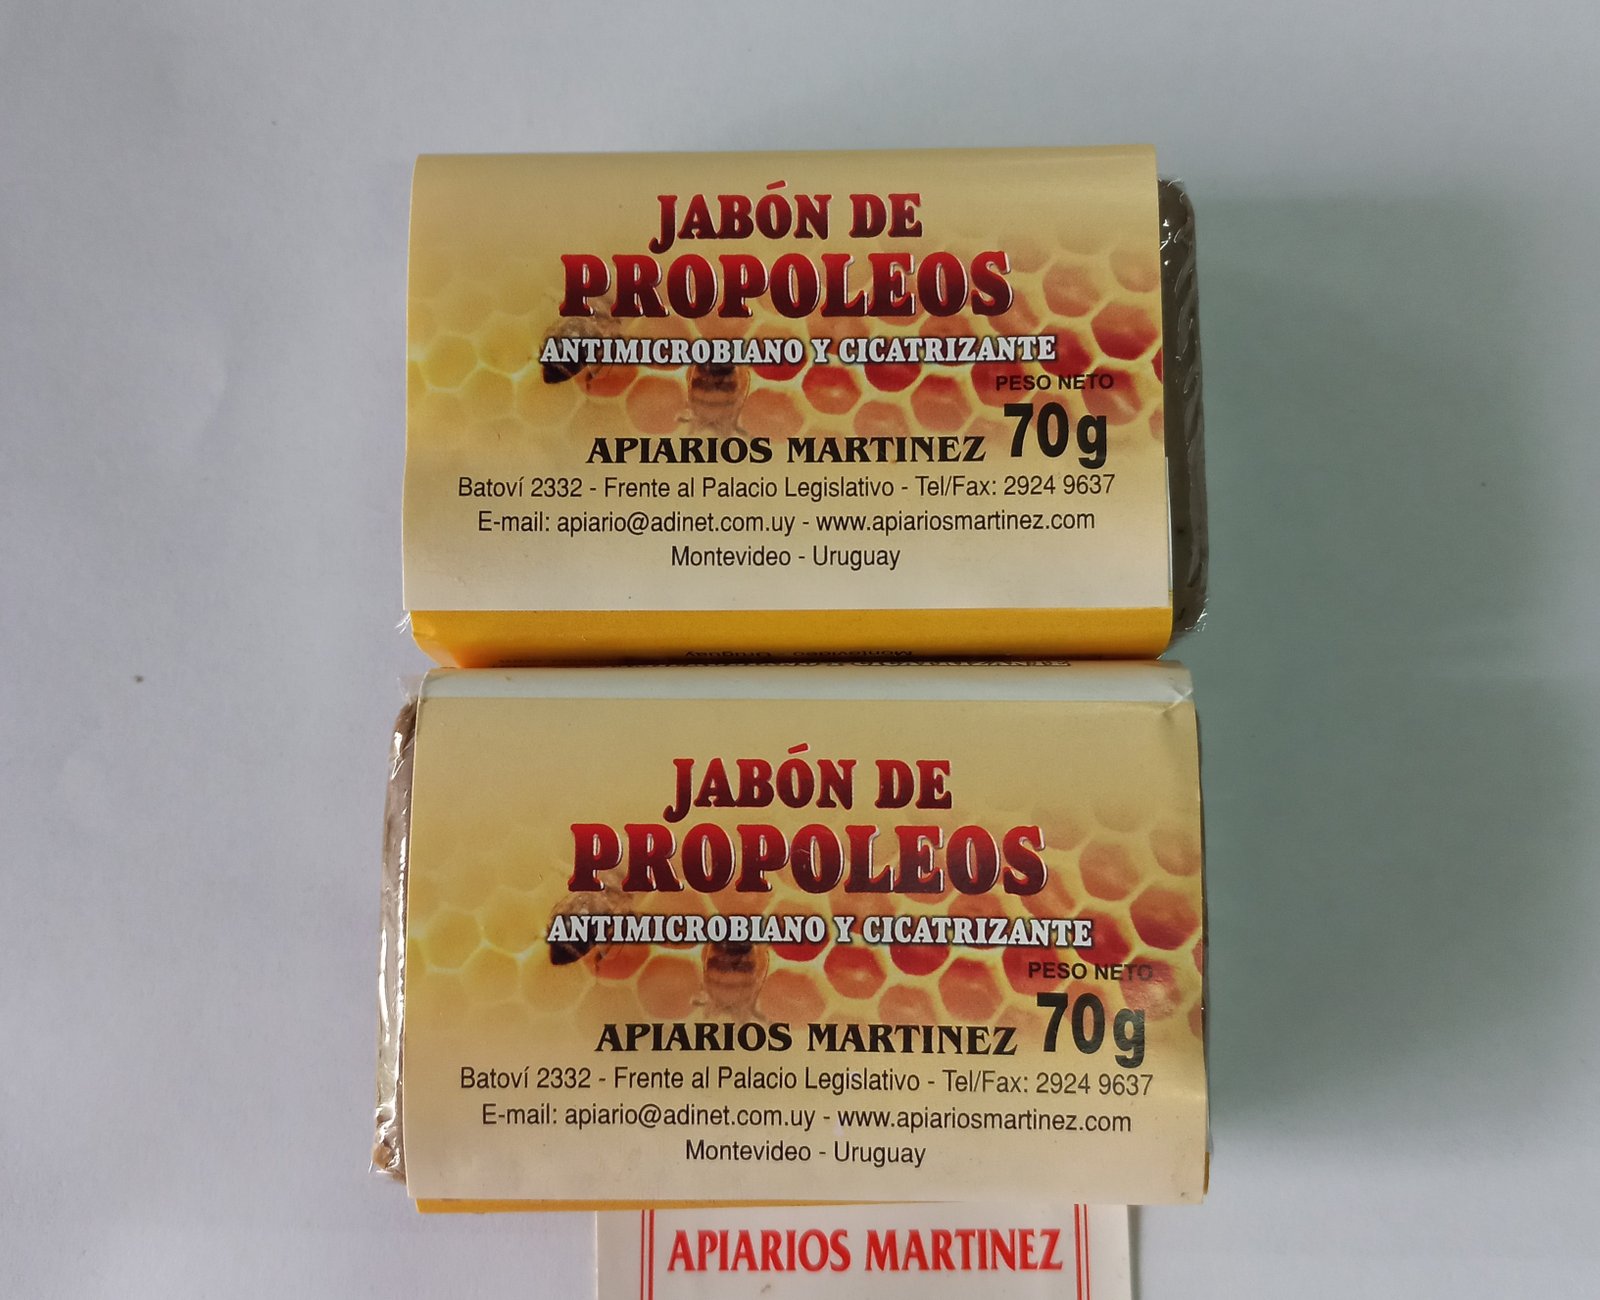 JABÓN DE
PROPOLEOS
ANTIMICROBIANO Y CICATRIZANTE
PESO NETO
70g
APIARIOS MARTINEZ
Batoví 2332 - Frente al Palacio Legislativo - Tel/Fax: 2924 9637
E-mail: apiario@adinet.com.uy - www.apiariosmartinez.com
Montevideo - Uruguay
Montevideo - Uruguay
Y CICATRIZANTE
JABÓN DE
PROPOLEOS
ANTIMICROBIANO Y CICATRIZANTE
PESO NETO
70g
APIARIOS MARTINEZ
Batoví 2332 - Frente al Palacio Legislativo - Tel/Fax: 2924 9637
E-mail: apiario@adinet.com.uy - www.apiariosmartinez.com
Montevideo - Uruguay
APIARIOS MARTINEZ